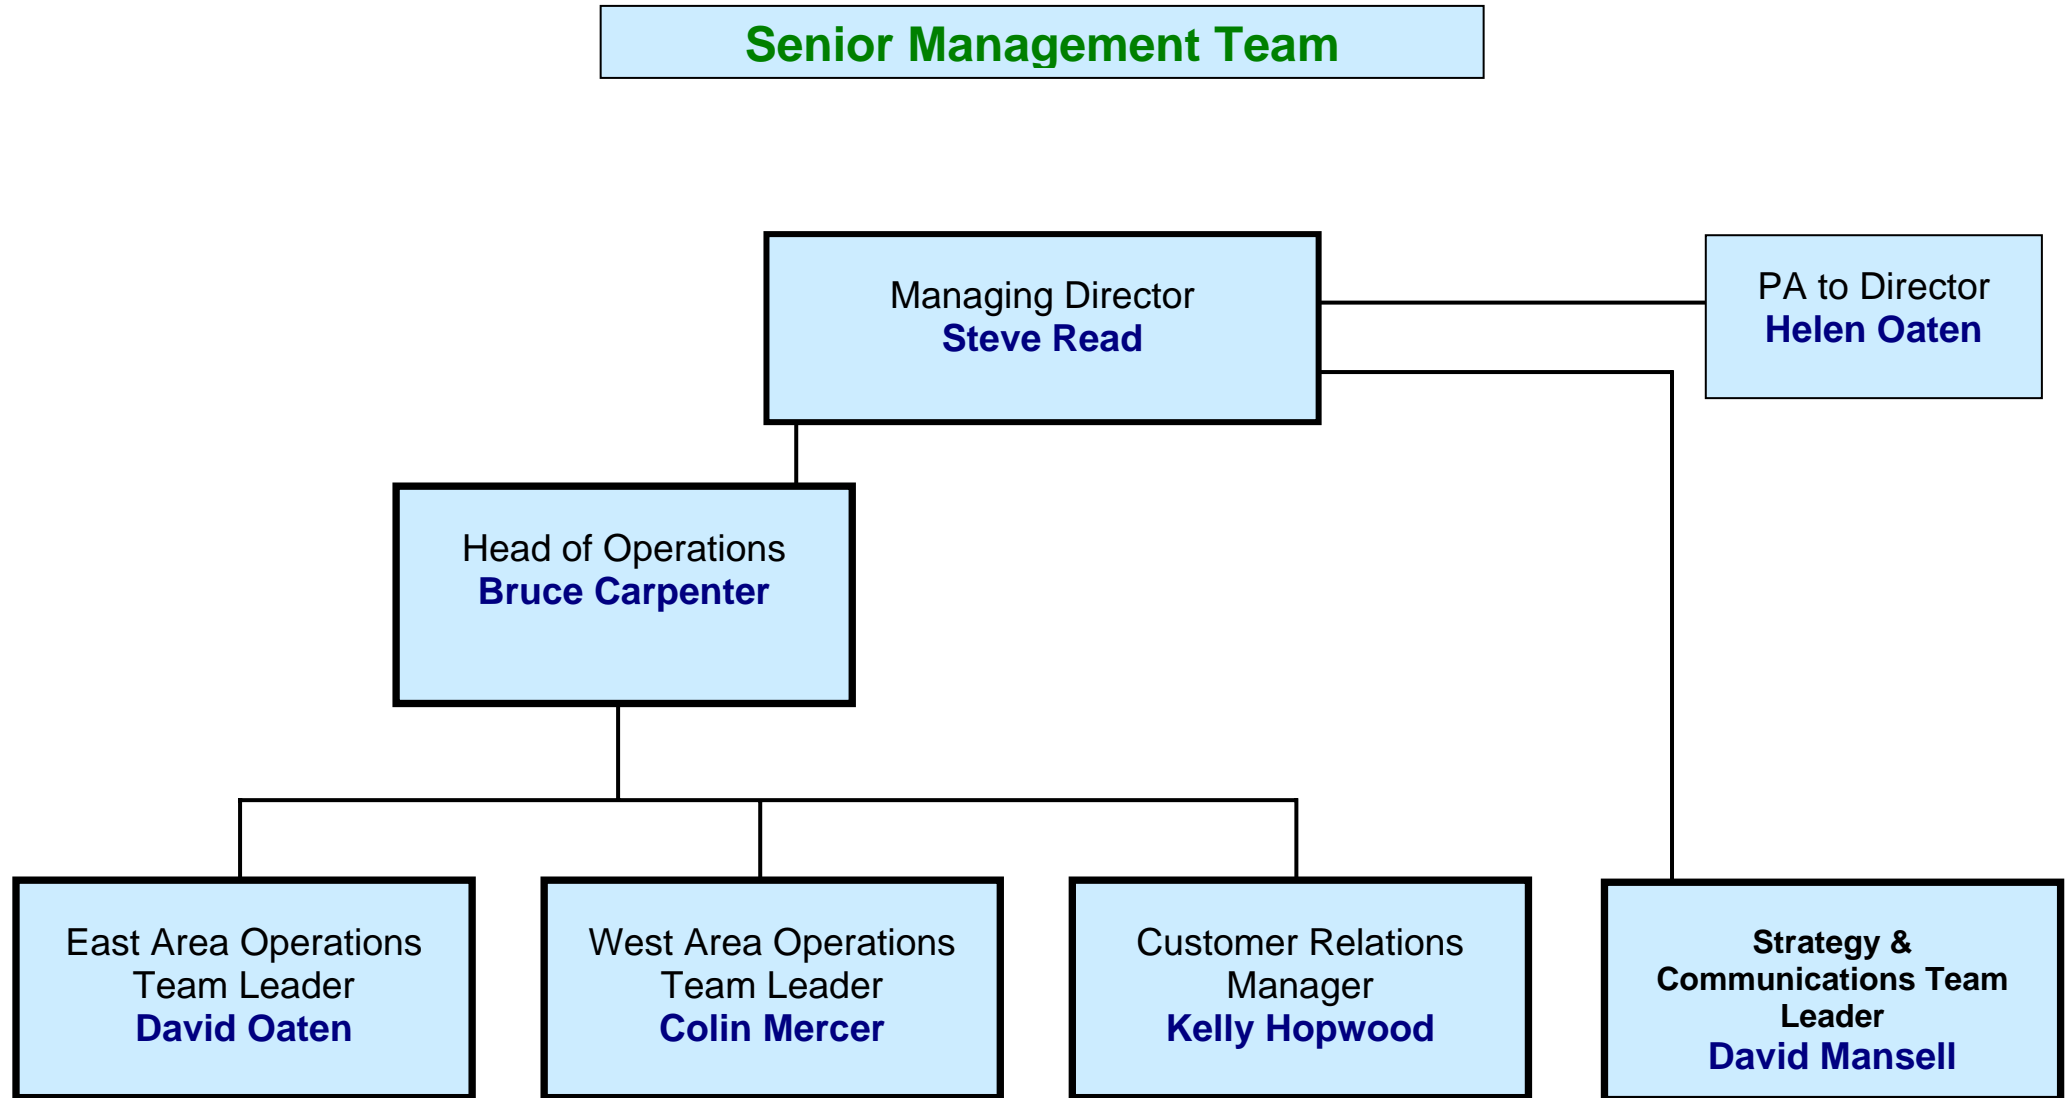 Senior Management Team
Managing Director
Steve Read
PA to Director
Helen Oaten
Head of Operations
Bruce Carpenter
East Area Operations
Team Leader
David Oaten
West Area Operations
Team Leader
Colin Mercer
Customer Relations
Manager
Kelly Hopwood
Strategy &
Communications Team
Leader
David Mansell